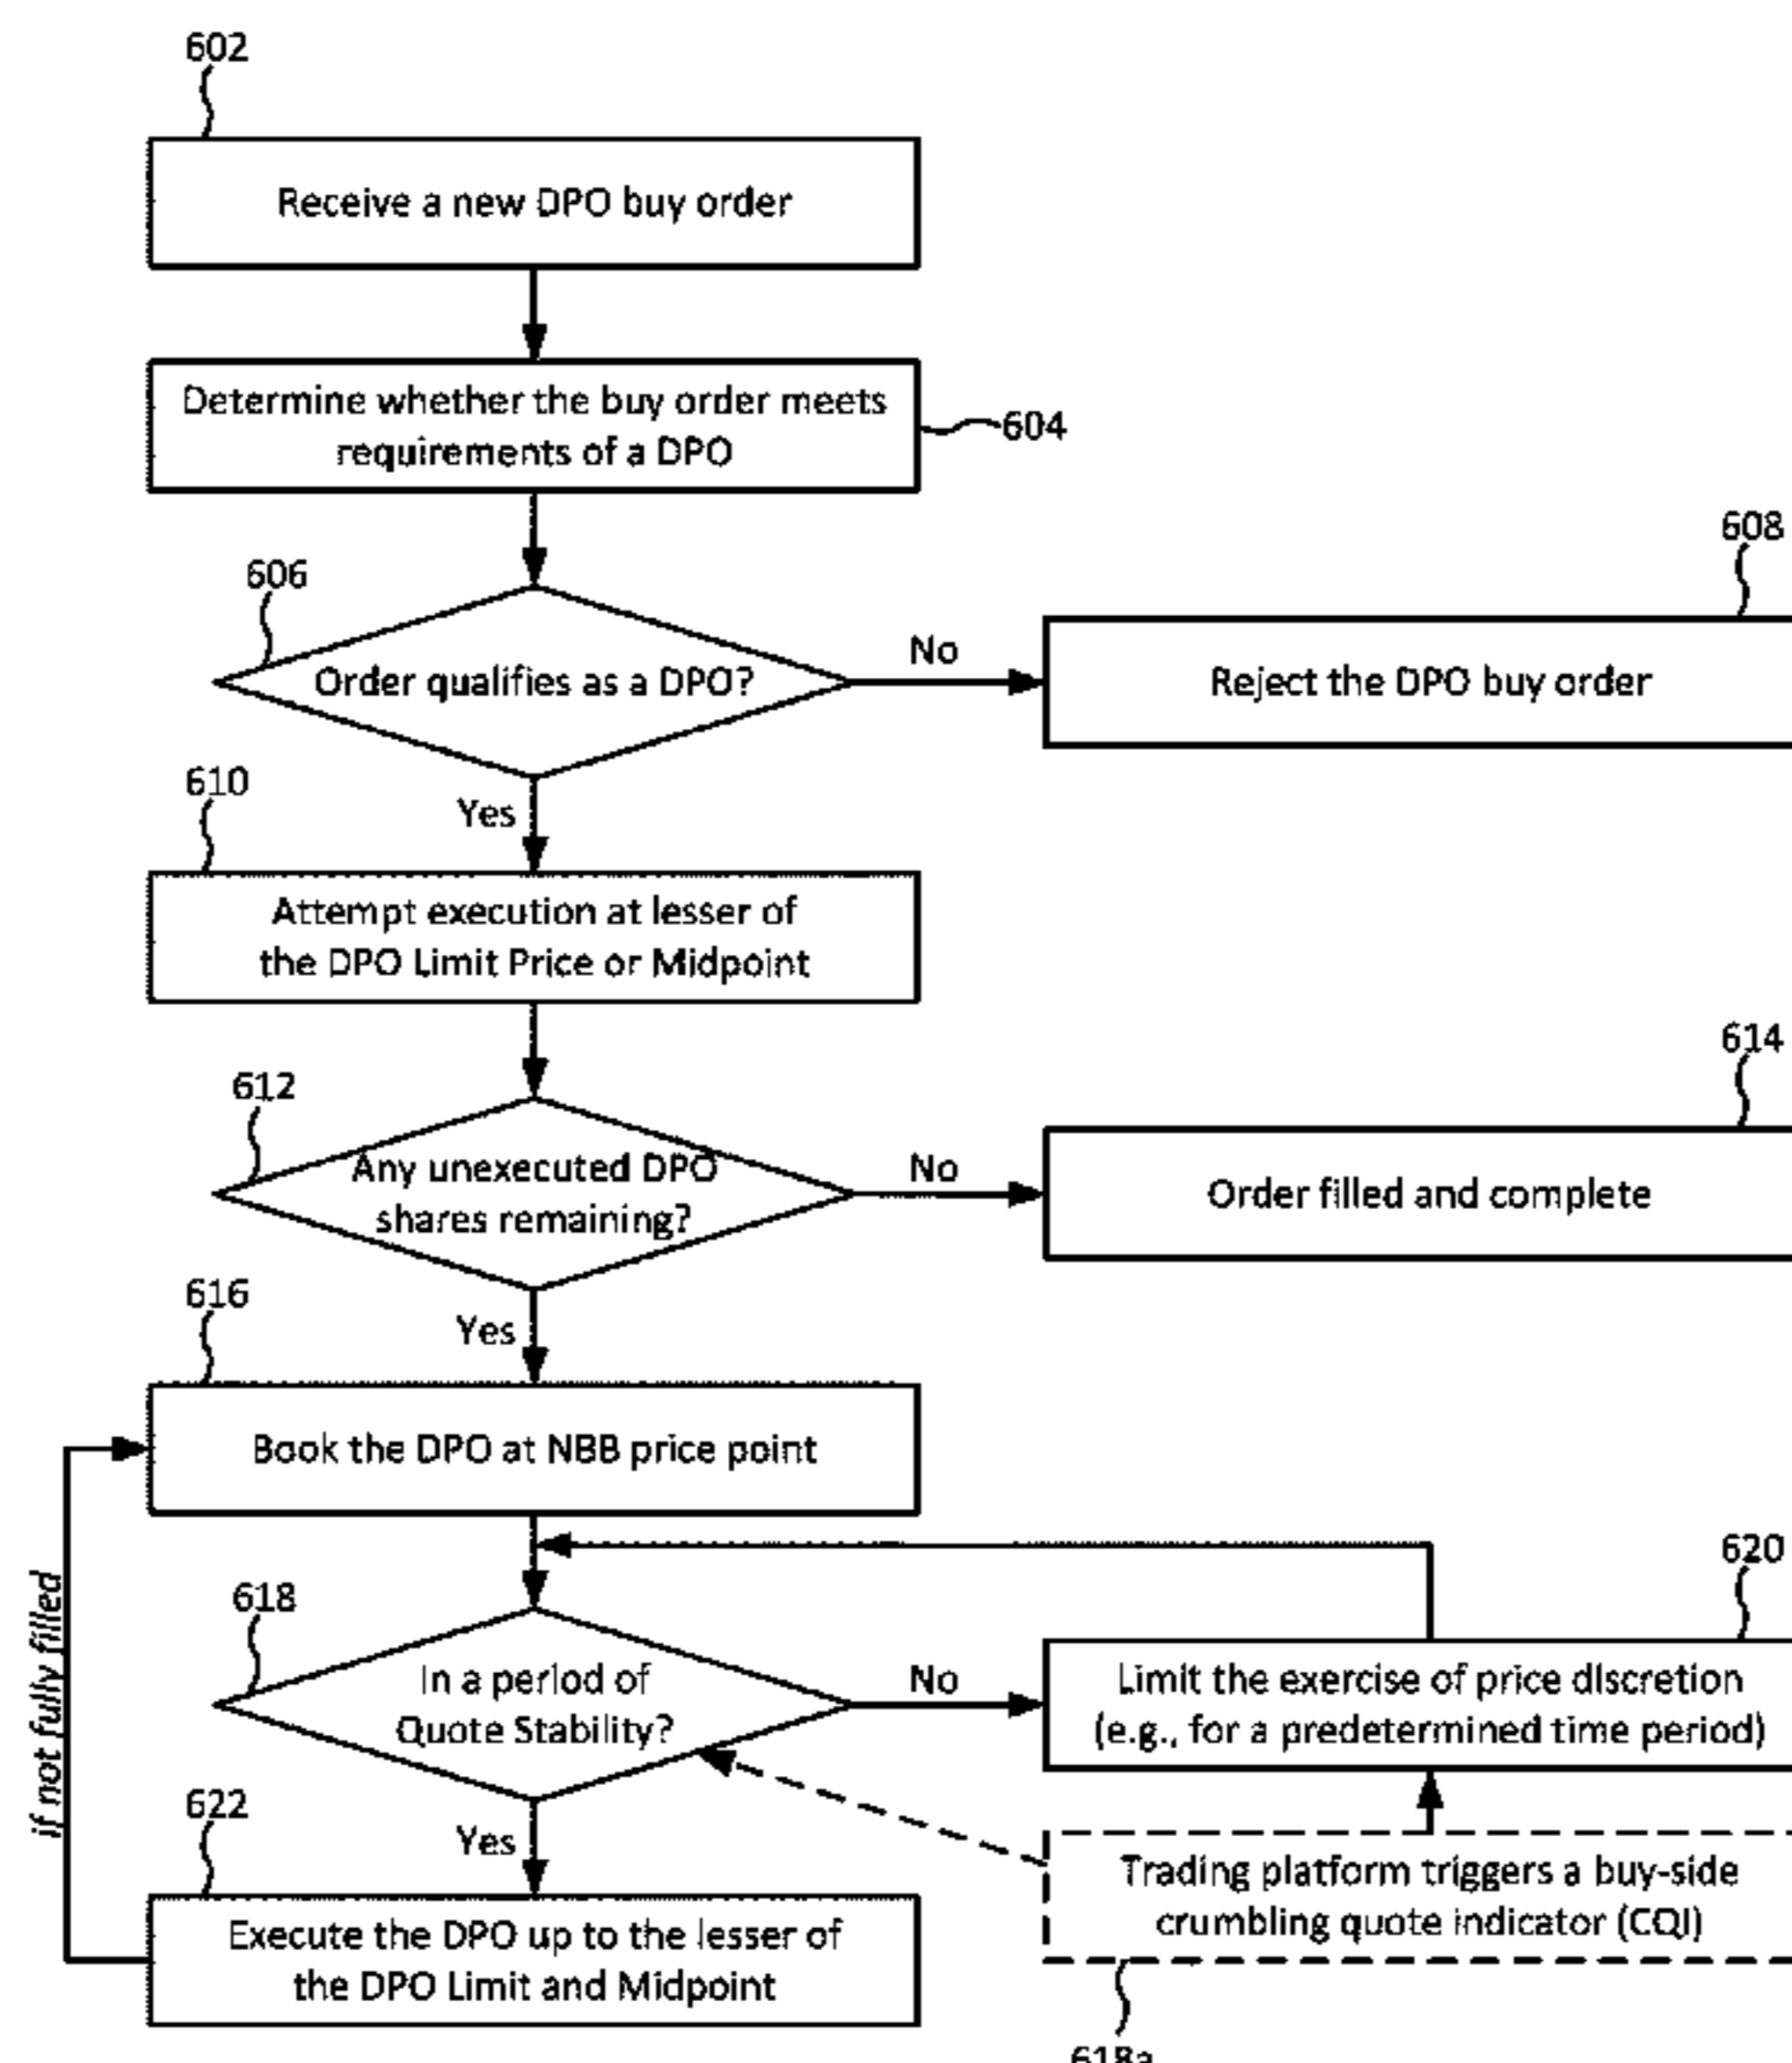 602
Receive a new DPO buy order
Determine whether the buy order meets
requirements of a DPO
604
606
Order qualifies as a DPO?
No
608
Reject the DPO buy order
Yes
610
Attempt execution at lesser of
the DPO Limit Price or Midpoint
612
Any unexecuted DPO
shares remaining?
No
614
Order filled and complete
Yes
616
Book the DPO at NBB price point
618
In a period of
Quote Stability?
No
620
Limit the exercise of price discretion
(e.g., for a predetermined time period)
Trading platform triggers a buy-side
crumbling quote indicator (CQI)
618a
Yes
622
Execute the DPO up to the lesser of
the DPO Limit and Midpoint
if not fully filled